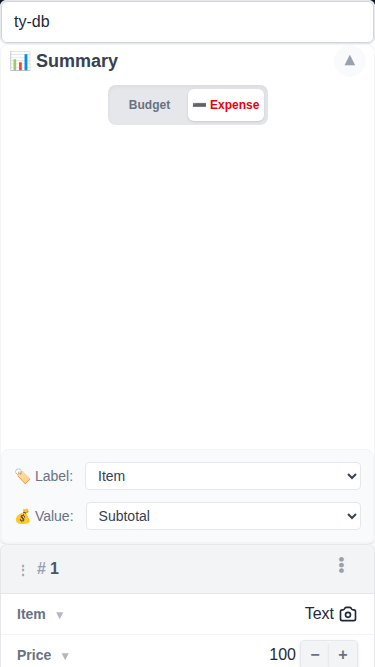 ty-db
📊 Summary
Budget ➖ Expense
🏷️ Label: Item
💰 Value: Subtotal
# 1
Item ▼ Text
Price ▼ 100 − +